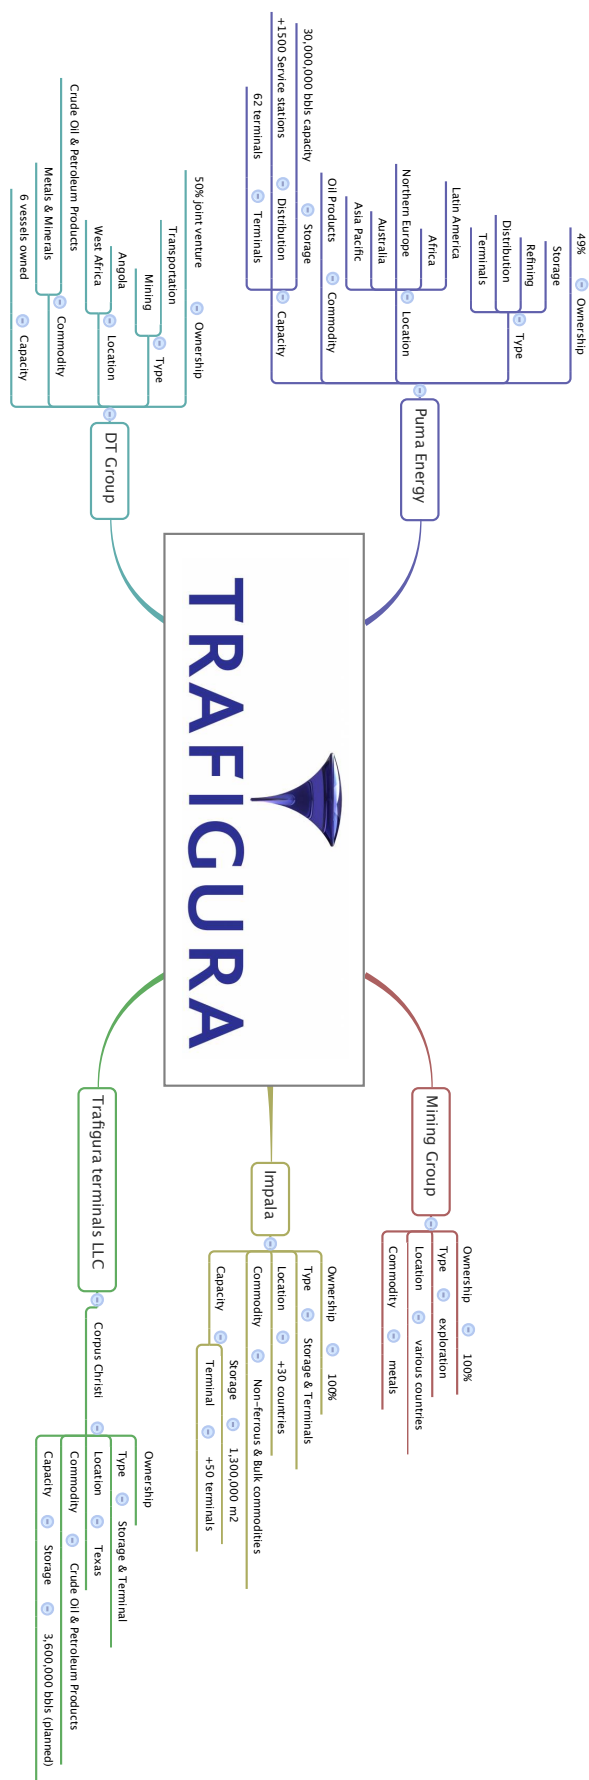 TRAFIGURA
Puma Energy
Ownership
49%
Type
Storage
Refining
Distribution
Terminals
Location
Latin America
Africa
Northern Europe
Australia
Asia Pacific
Commodity
Oil Products
Capacity
Storage
30,000,000 bbls capacity
Distribution
+1500 Service stations
Terminals
62 terminals
DT Group
Ownership
50% joint venture
Type
Transportation
Mining
Location
Angola
West Africa
Commodity
Crude Oil & Petroleum Products
Metals & Minerals
Capacity
6 vessels owned
Mining Group
Ownership
100%
Type
exploration
Location
various countries
Commodity
metals
Impala
Ownership
100%
Type
Storage & Terminals
Location
+30 countries
Commodity
Non-ferrous & Bulk commodities
Capacity
Storage
1,300,000 m2
Terminal
+50 terminals
Trafigura terminals LLC
Corpus Christi
Ownership
Type
Storage & Terminal
Location
Texas
Commodity
Crude Oil & Petroleum Products
Capacity
Storage
3,600,000 bbls (planned)